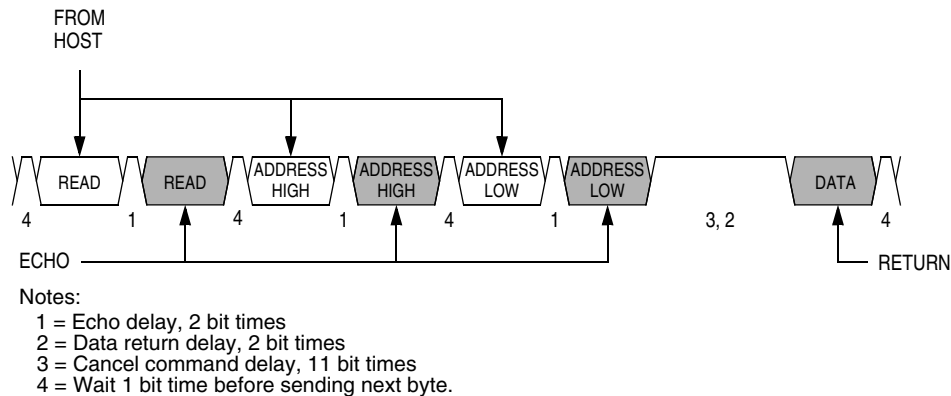 FROM
HOST
READ
READ
ADDRESS
HIGH
ADDRESS
HIGH
ADDRESS
LOW
ADDRESS
LOW
DATA
4
1
4
1
4
1
3, 2
4
ECHO
RETURN
Notes:
1 = Echo delay, 2 bit times
2 = Data return delay, 2 bit times
3 = Cancel command delay, 11 bit times
4 = Wait 1 bit time before sending next byte.